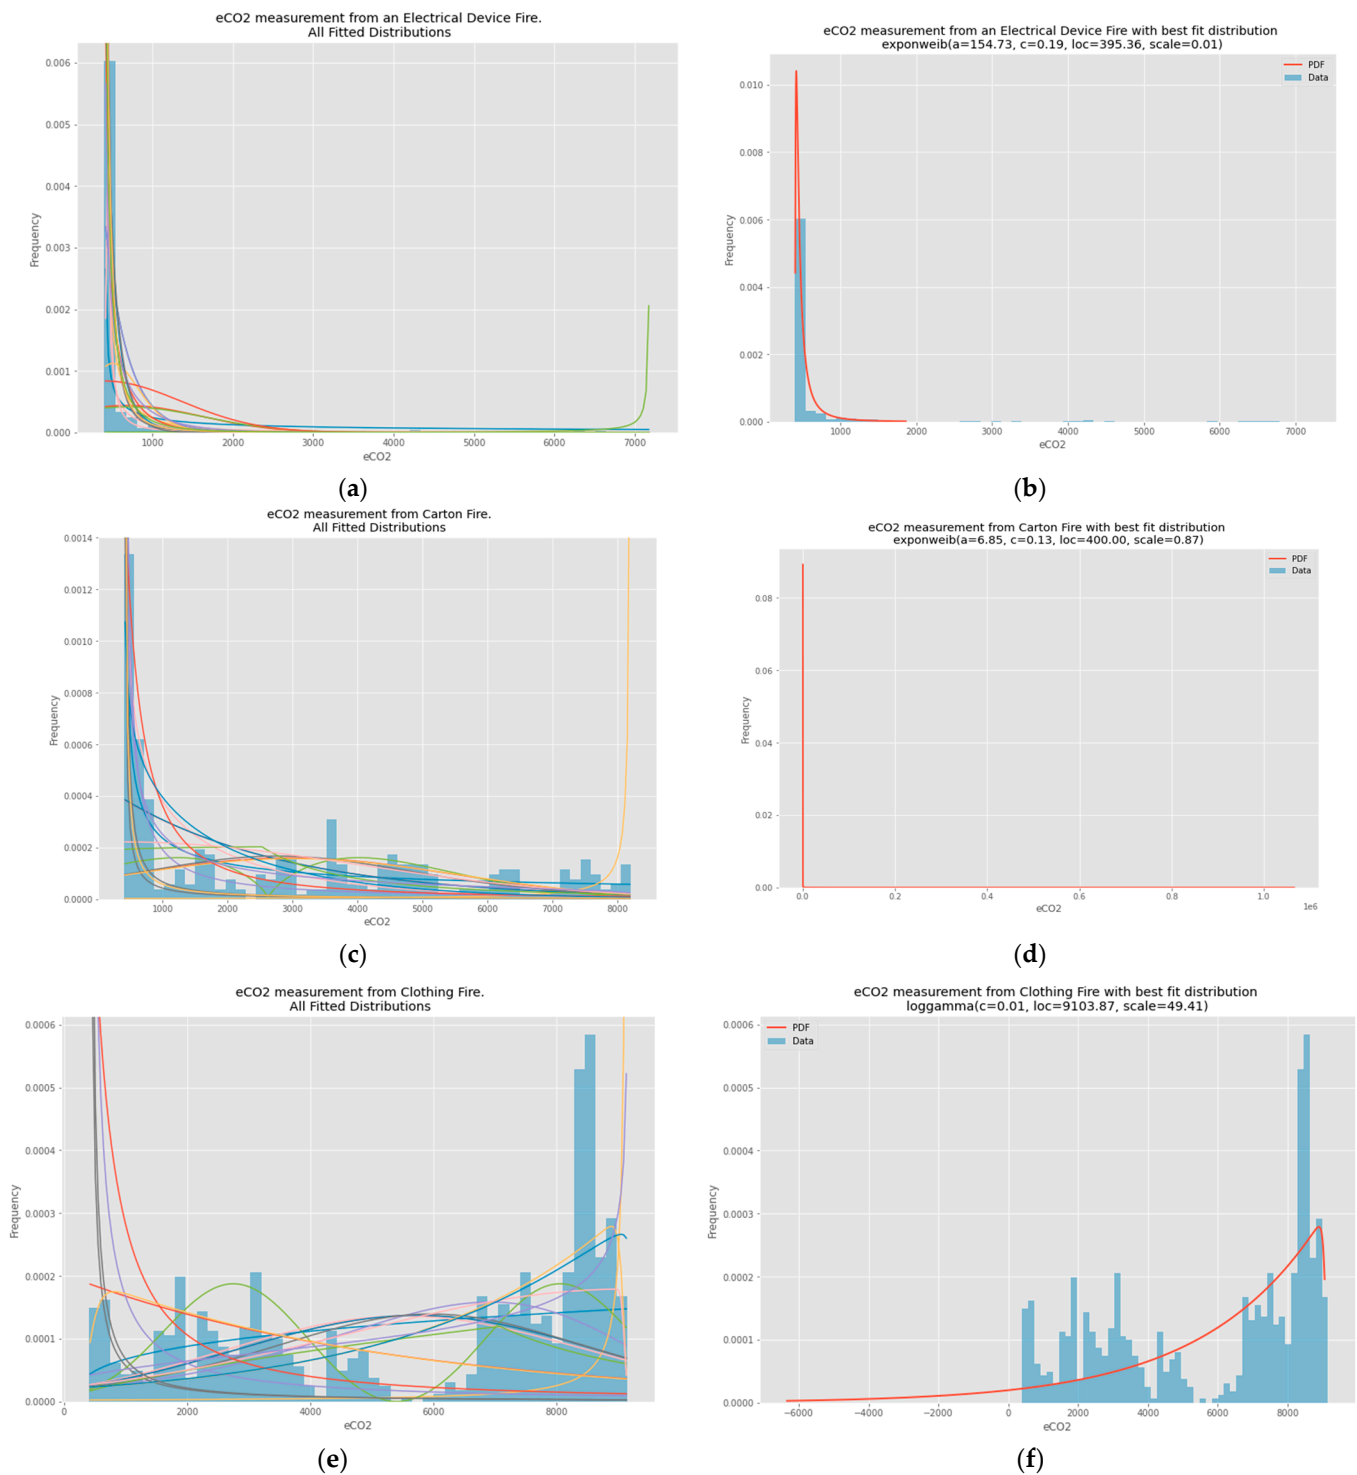 eCO2 measurement from an Electrical Device Fire.
All Fitted Distributions
Frequency
0.006
0.005
0.004
0.003
0.002
0.001
0.000
1000 2000 3000 4000 5000 6000 7000
eCO2
(a)
eCO2 measurement from an Electrical Device Fire with best fit distribution
exponweib(a=154.73, c=0.19, loc=395.36, scale=0.01)
PDF
Data
Frequency
0.010
0.008
0.006
0.004
0.002
0.000
1000 2000 3000 4000 5000 6000 7000
eCO2
(b)
eCO2 measurement from Carton Fire.
All Fitted Distributions
Frequency
0.0014
0.0012
0.0010
0.0008
0.0006
0.0004
0.0002
0.0000
1000 2000 3000 4000 5000 6000 7000 8000
eCO2
(c)
eCO2 measurement from Carton Fire with best fit distribution
exponweib(a=6.85, c=0.13, loc=400.00, scale=0.87)
PDF
Data
Frequency
0.08
0.06
0.04
0.02
0.00
0.0 0.2 0.4 0.6 0.8 1.0
1e6
eCO2
(d)
eCO2 measurement from Clothing Fire.
All Fitted Distributions
Frequency
0.0006
0.0005
0.0004
0.0003
0.0002
0.0001
0.0000
0 2000 4000 6000 8000
eCO2
(e)
eCO2 measurement from Clothing Fire with best fit distribution
loggamma(c=0.01, loc=9103.87, scale=49.41)
PDF
Data
Frequency
0.0006
0.0005
0.0004
0.0003
0.0002
0.0001
0.0000
−6000 −4000 −2000 0 2000 4000 6000 8000
eCO2
(f)